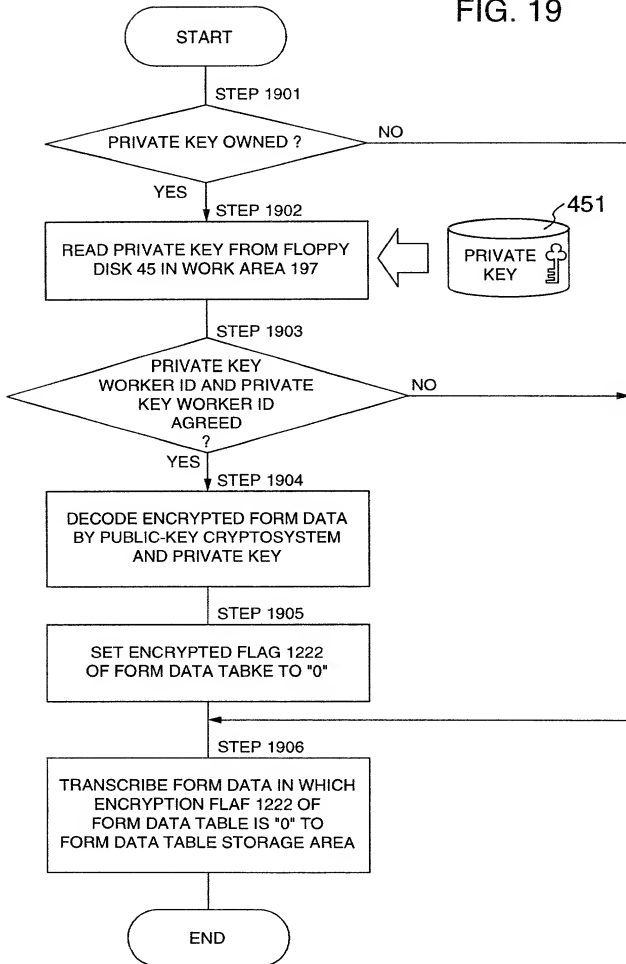 FIG. 19
START
STEP 1901
PRIVATE KEY OWNED ?
NO
YES
STEP 1902
READ PRIVATE KEY FROM FLOPPY
DISK 45 IN WORK AREA 197
451
PRIVATE
KEY
STEP 1903
PRIVATE KEY
WORKER ID AND PRIVATE
KEY WORKER ID
AGREED
?
NO
YES
STEP 1904
DECODE ENCRYPTED FORM DATA
BY PUBLIC-KEY CRYPTOSYSTEM
AND PRIVATE KEY
STEP 1905
SET ENCRYPTED FLAG 1222
OF FORM DATA TABKE TO "0"
STEP 1906
TRANSCRIBE FORM DATA IN WHICH
ENCRYPTION FLAF 1222 OF
FORM DATA TABLE IS "0" TO
FORM DATA TABLE STORAGE AREA
END